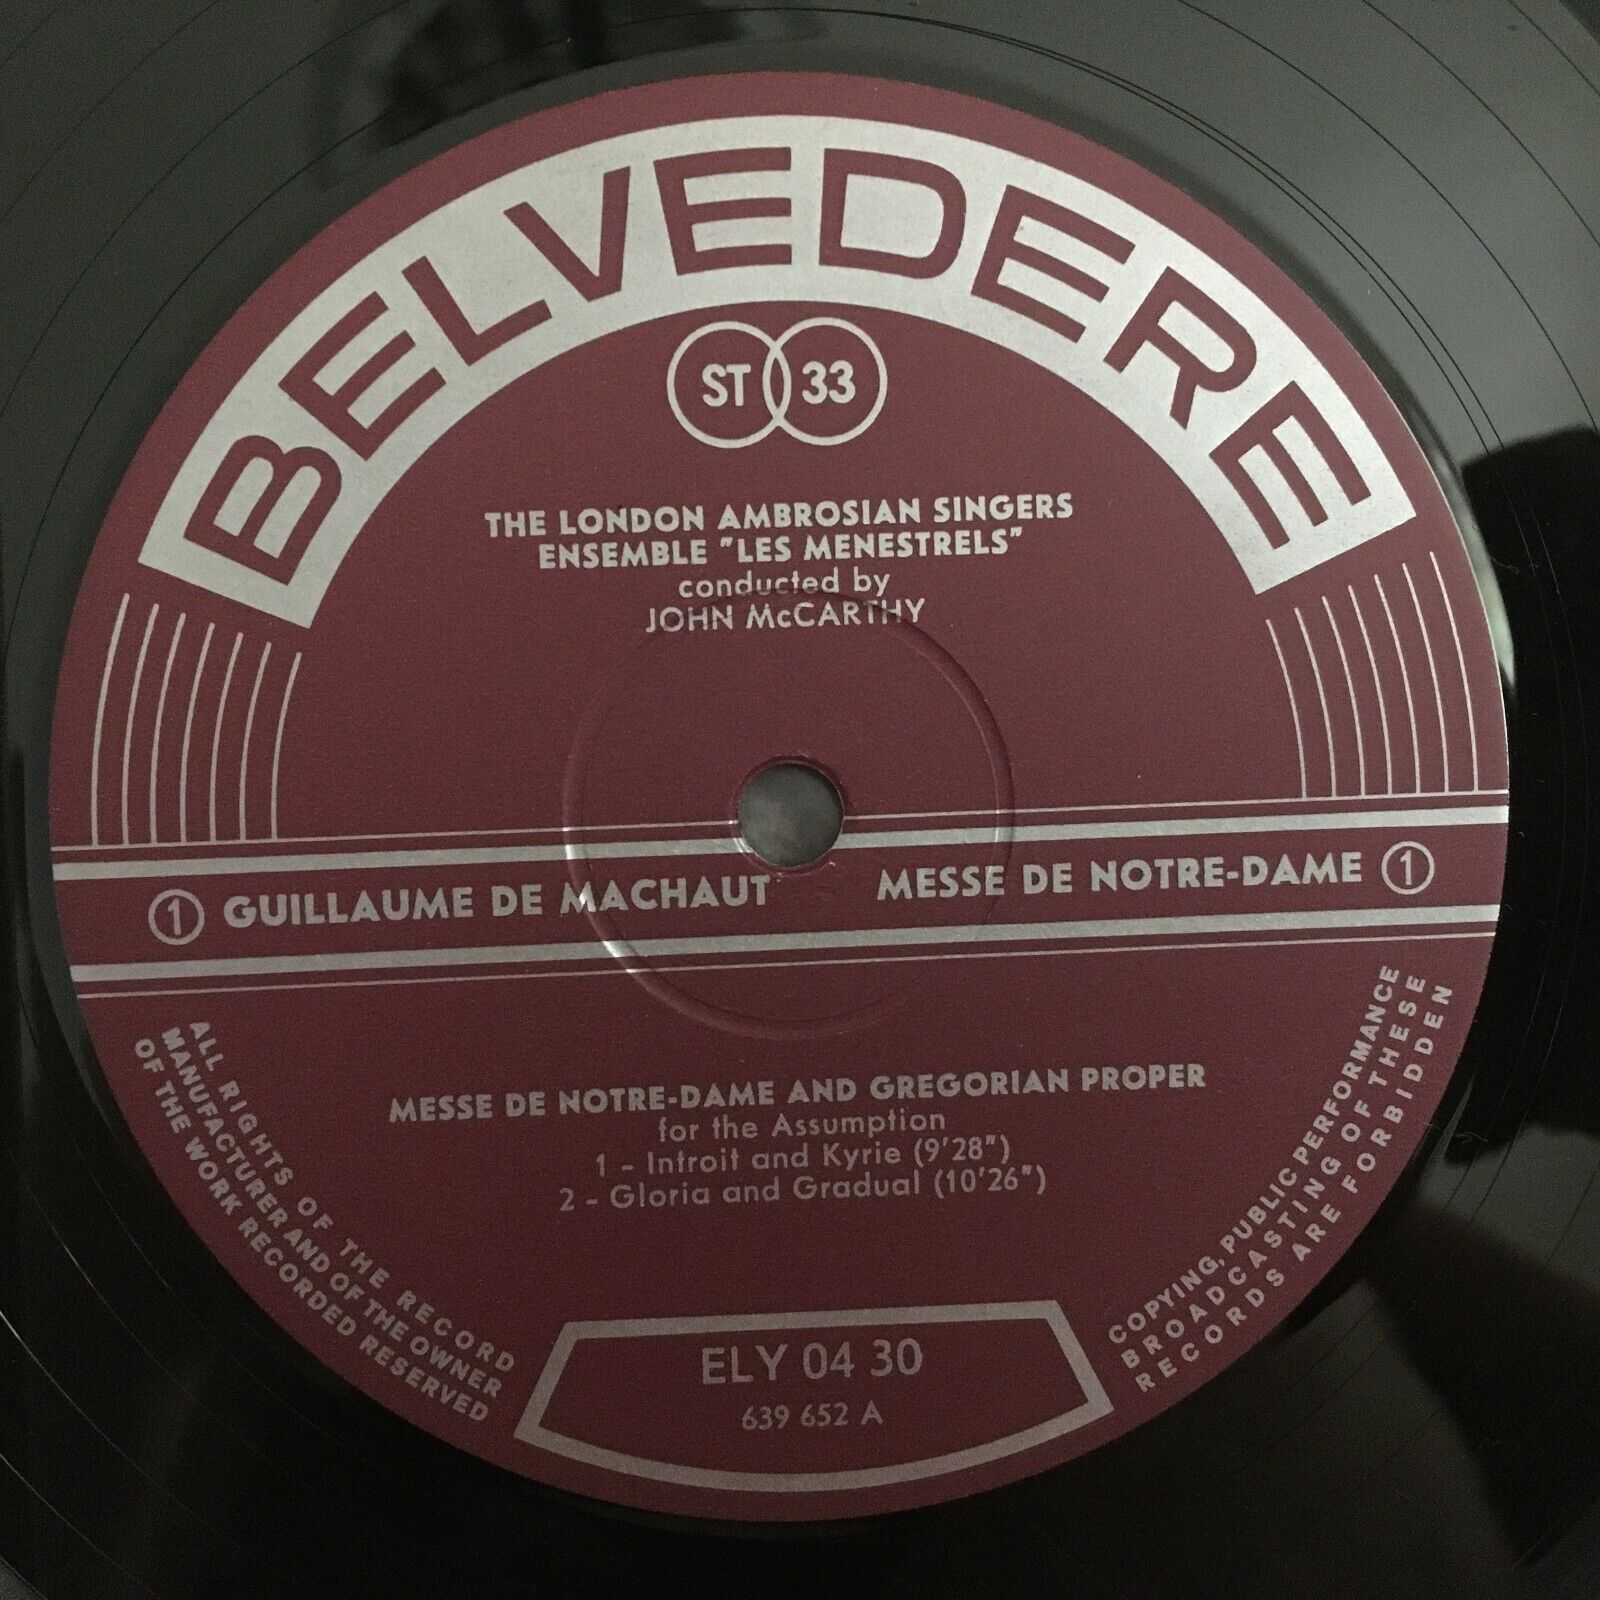 BELVEDERE
ST 33
THE LONDON AMBROSIAN SINGERS
ENSEMBLE "LES MENESTRELS"
conducted by
JOHN McCARTHY
1 GUILLAUME DE MACHAUT MESSE DE NOTRE-DAME 1
MESSE DE NOTRE-DAME AND GREGORIAN PROPER
for the Assumption
1 - Introit and Kyrie (9'28")
2 - Gloria and Gradual (10'26")
ALL RIGHTS OF THE RECORD
MANUFACTURER AND OF THE OWNER
OF THE WORK RECORDED RESERVED
COPYING, PUBLIC PERFORMANCE
BROADCASTING OF THESE
RECORDS ARE FORBIDDEN
ELY 04 30
639 652 A